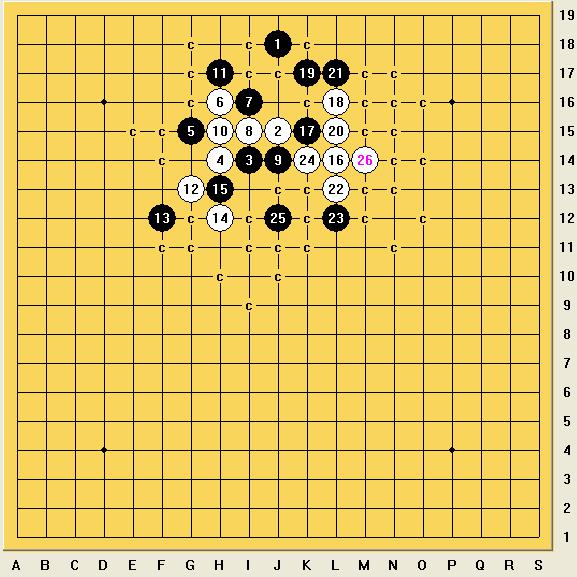 19
c c 1 c 18
c 11 c c 19 21 c c 17
c 6 7 c 18 c c c 16
c c 5 10 8 2 17 20 c c 15
c 4 3 9 24 16 26 c c 14
12 15 c c 22 c c 13
13 c 14 c 25 c 23 c c 12
c c c c c c 11
c c 10
c 9
8
7
6
5
4
3
2
1
A B C D E F G H I J K L M N O P Q R S